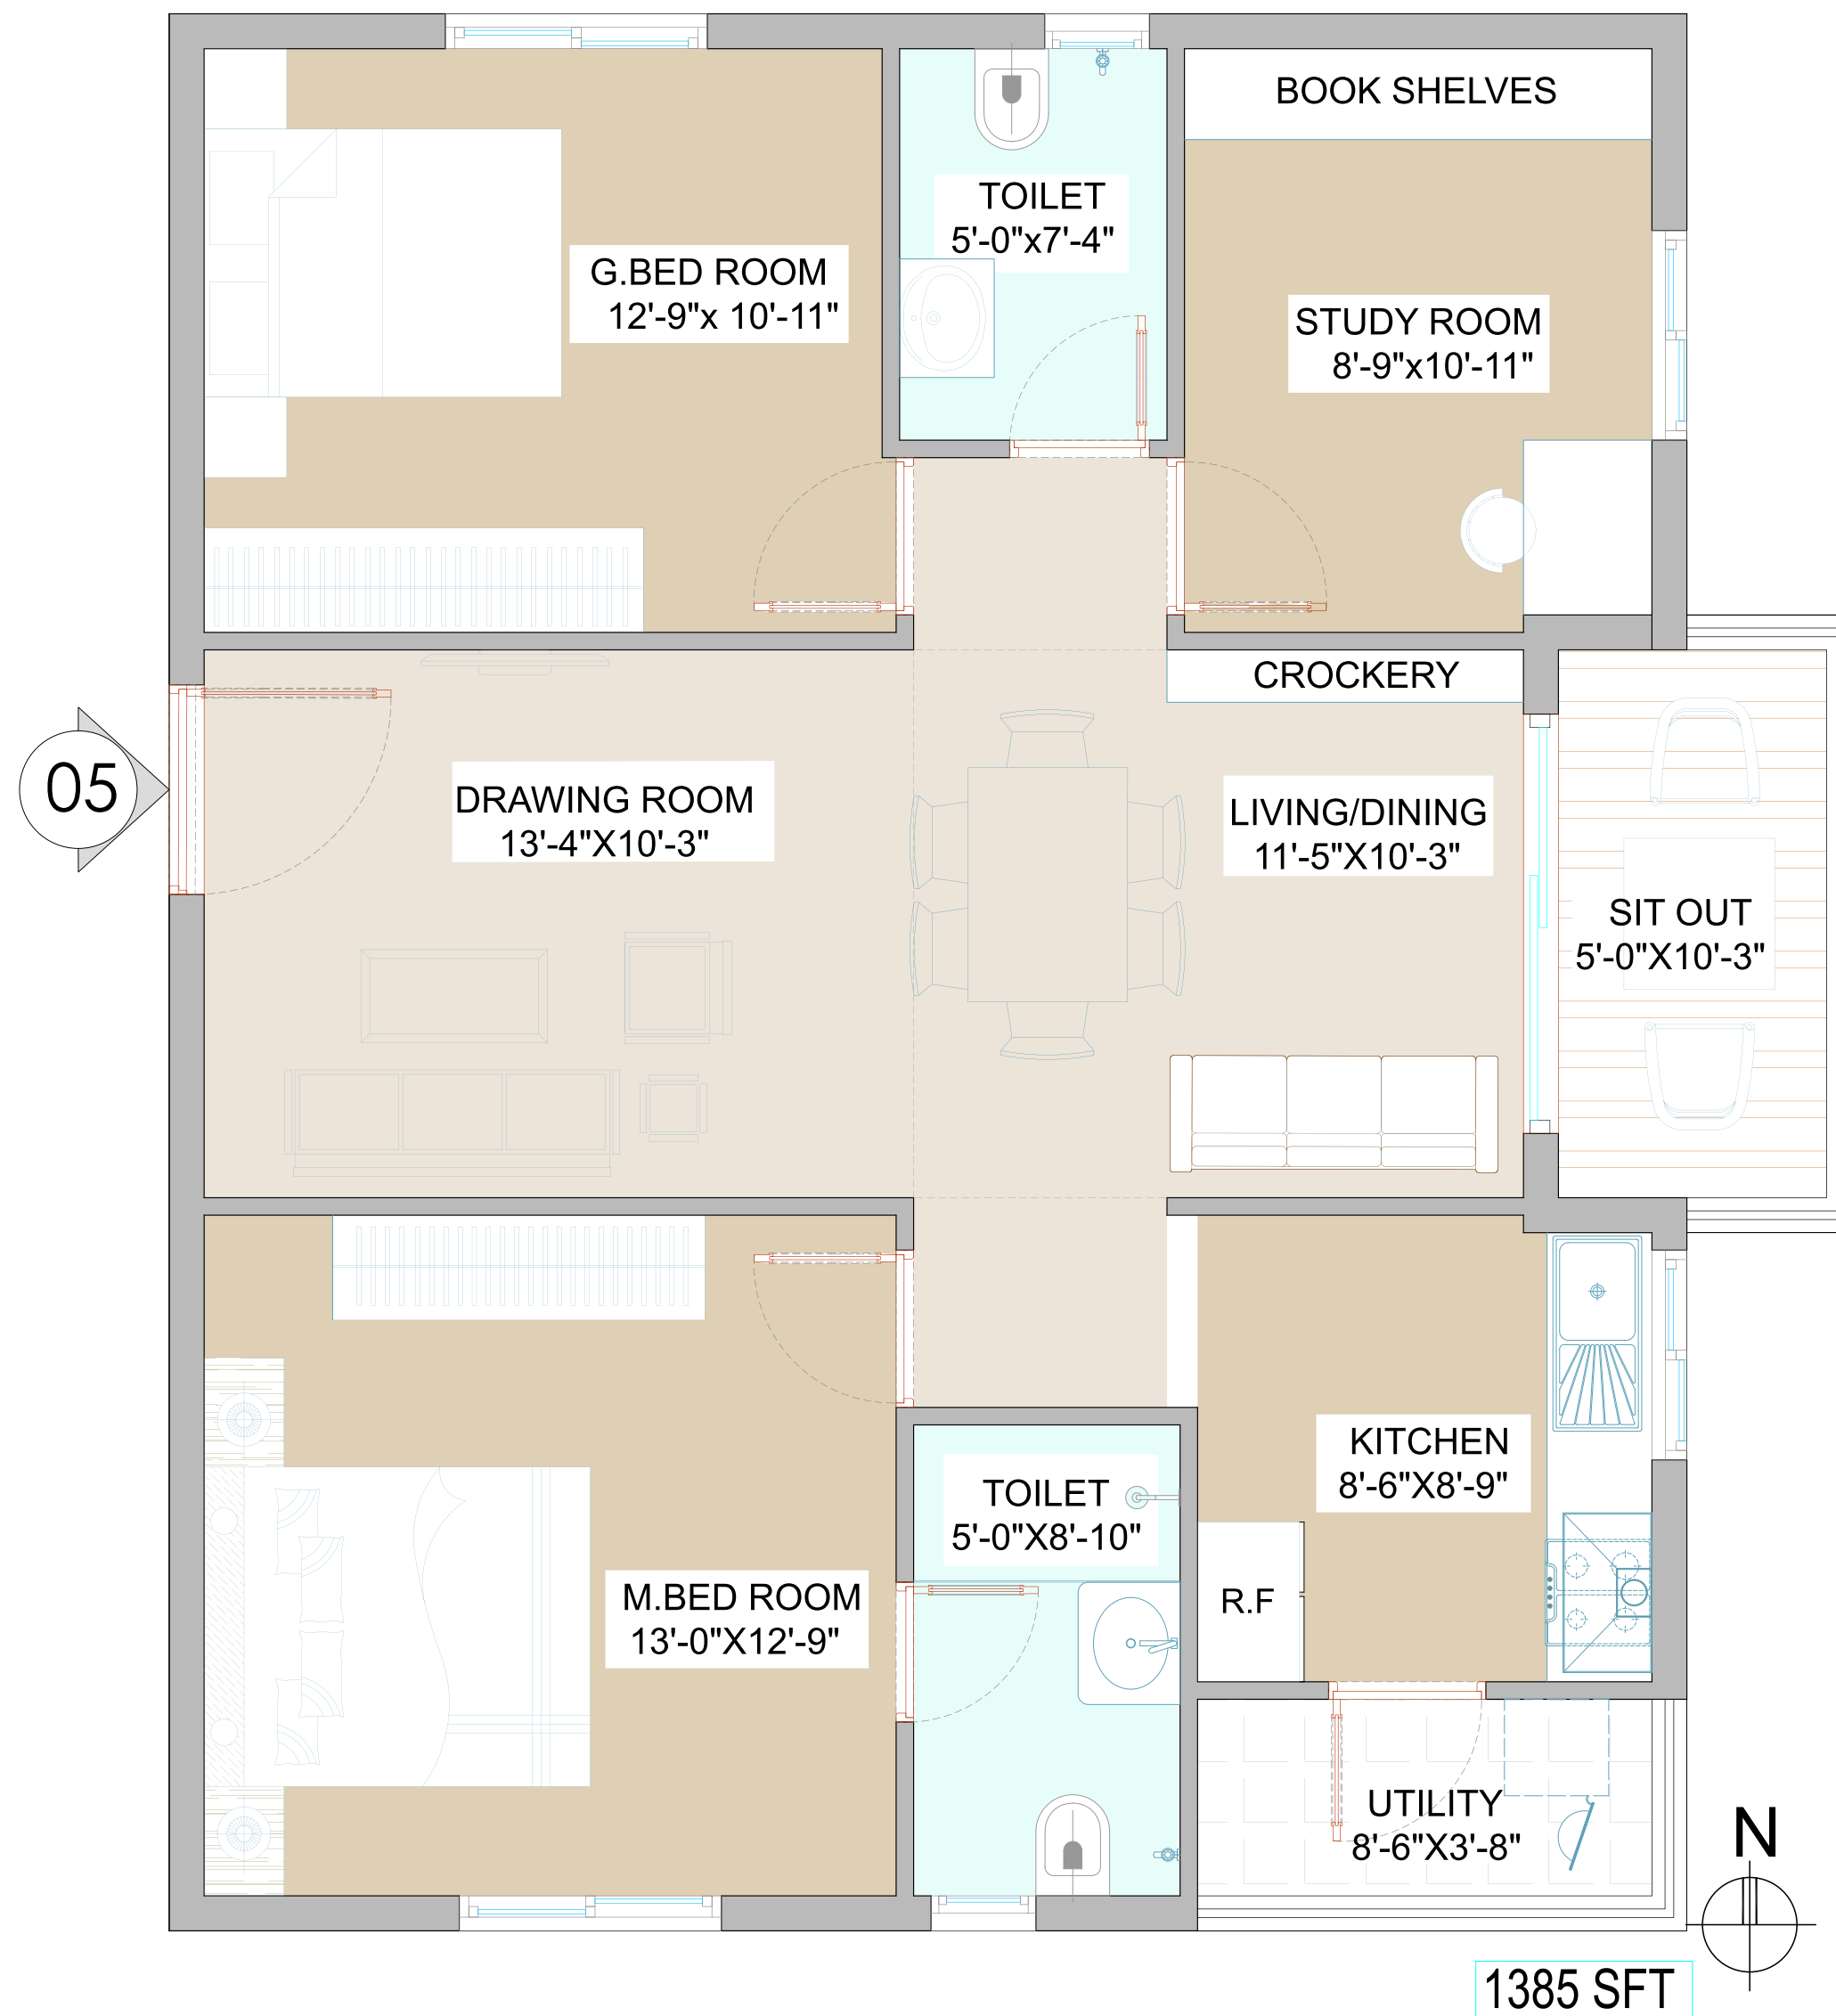 BOOK SHELVES
TOILET
5'-0"x7'-4"
G.BED ROOM
12'-9"x 10'-11"
STUDY ROOM
8'-9"x10'-11"
CROCKERY
05
DRAWING ROOM
13'-4"X10'-3"
LIVING/DINING
11'-5"X10'-3"
SIT OUT
5'-0"X10'-3"
KITCHEN
8'-6"X8'-9"
TOILET
5'-0"X8'-10"
R.F
M.BED ROOM
13'-0"X12'-9"
UTILITY
8'-6"X3'-8"
N
1385 SFT